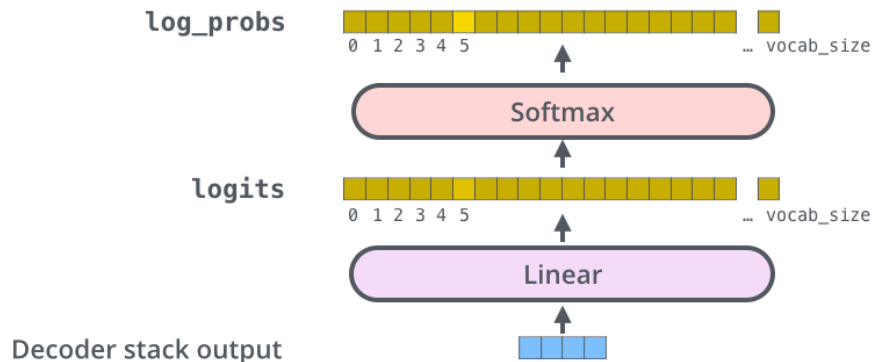 log_probs
0 1 2 3 4 5 … vocab_size
Softmax
logits
0 1 2 3 4 5 … vocab_size
Linear
Decoder stack output